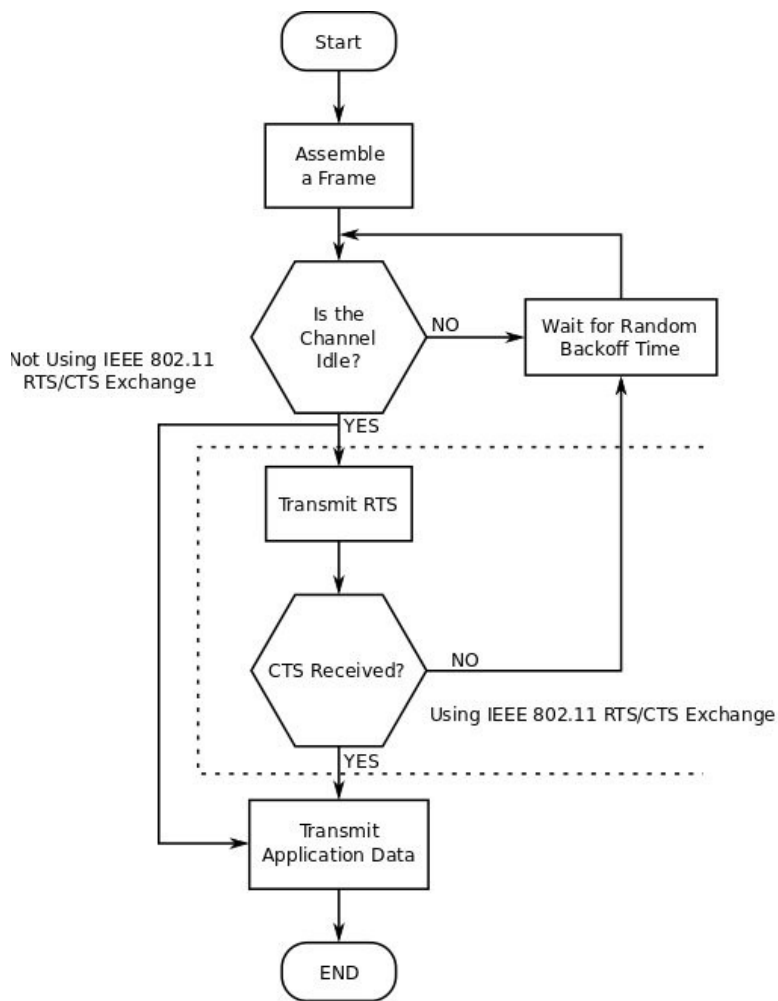 Start
Assemble
a Frame
Is the
Channel
Idle?
NO
Wait for Random
Backoff Time
Not Using IEEE 802.11
RTS/CTS Exchange
YES
Transmit RTS
CTS Received?
NO
Using IEEE 802.11 RTS/CTS Exchange
YES
Transmit
Application Data
END